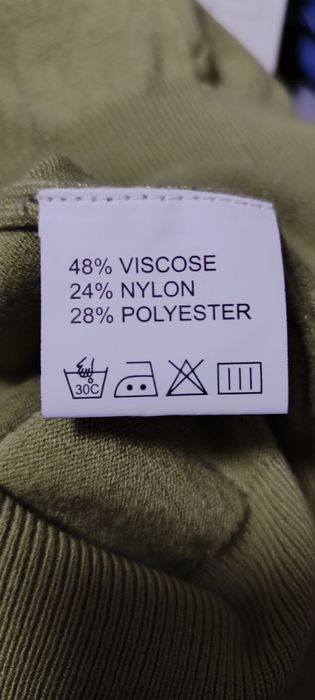 48% VISCOSE
24% NYLON
28% POLYESTER
30C